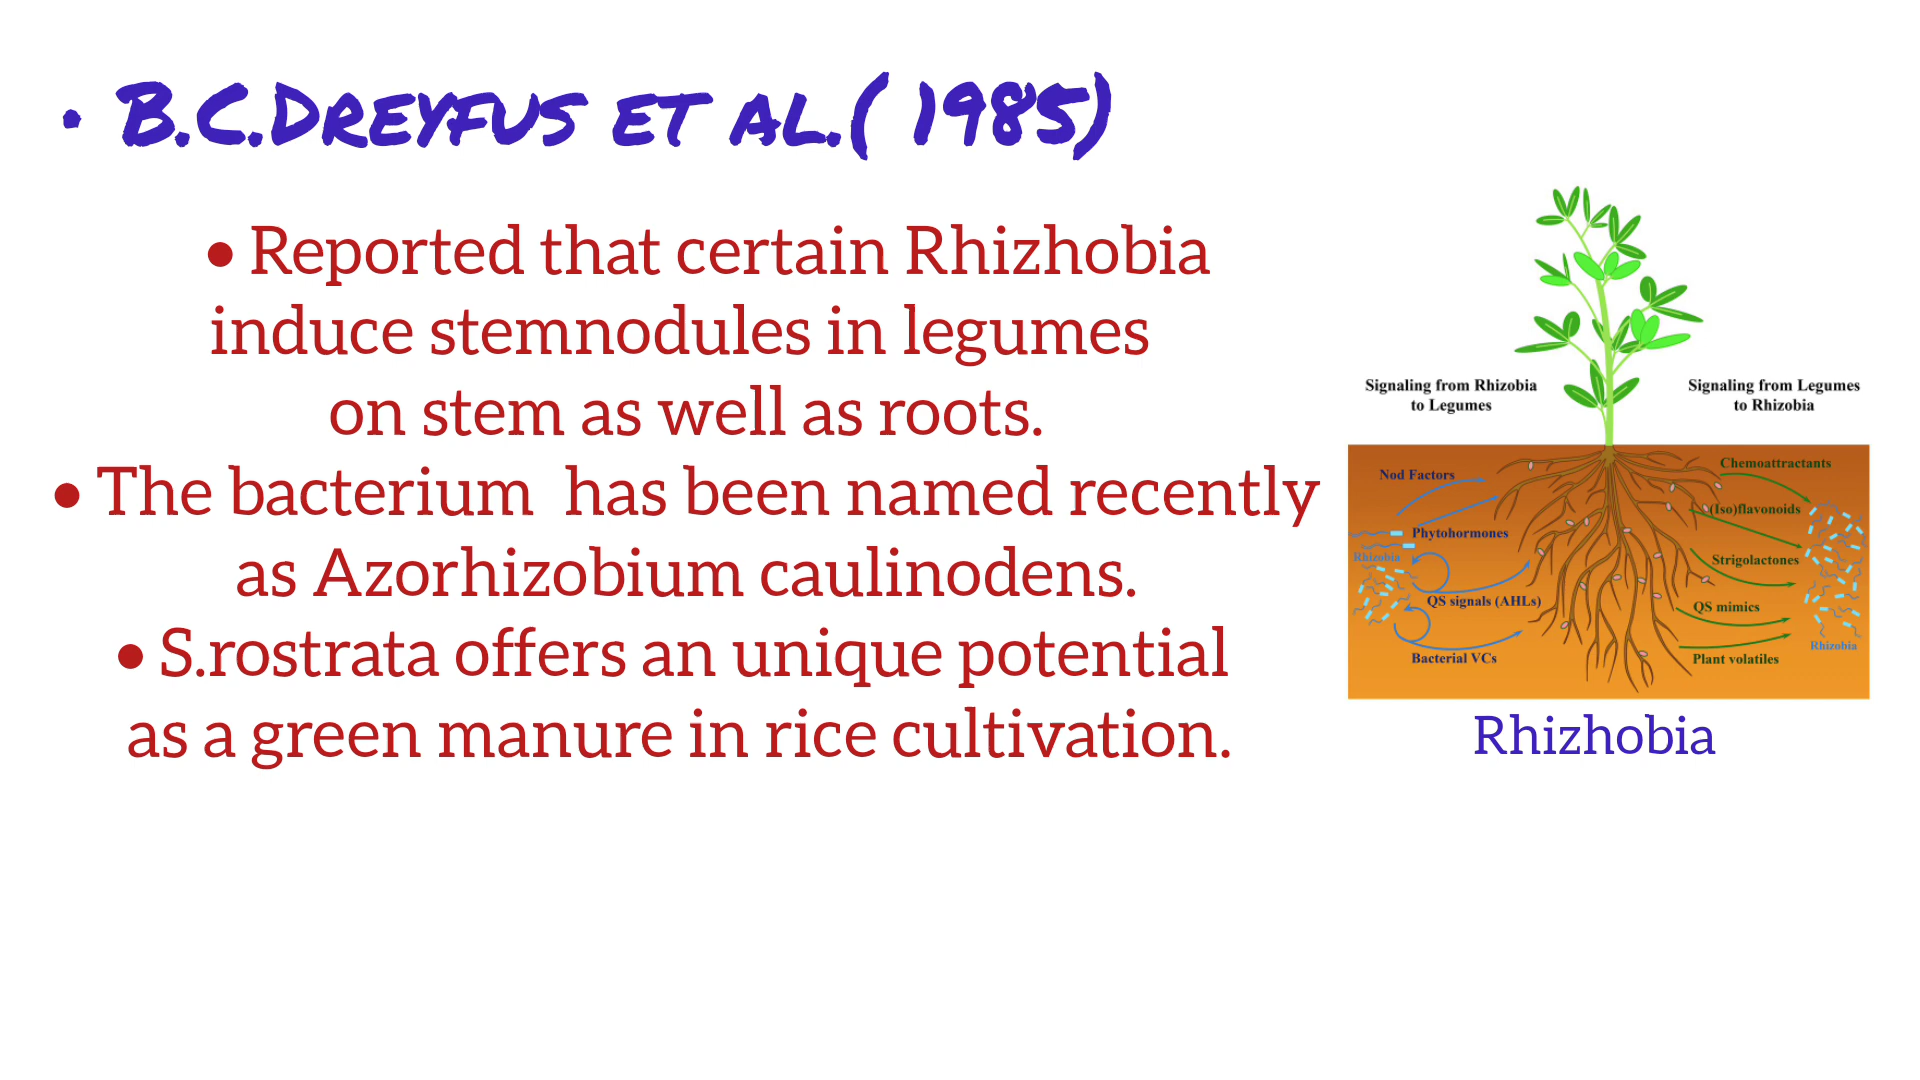 • B.C.Dreyfus et al.( 1985)
• Reported that certain Rhizhobia
induce stemnodules in legumes
on stem as well as roots.
• The bacterium  has been named recently
as Azorhizobium caulinodens.
• S.rostrata offers an unique potential
as a green manure in rice cultivation.
Signaling from Rhizobia
to Legumes
Signaling from Legumes
to Rhizobia
Nod Factors
Phytohormones
Rhizobia
QS signals (AHLs)
Bacterial VCs
Chemoattractants
(Iso)flavonoids
Strigolactones
QS mimics
Rhizobia
Plant volatiles
Rhizhobia